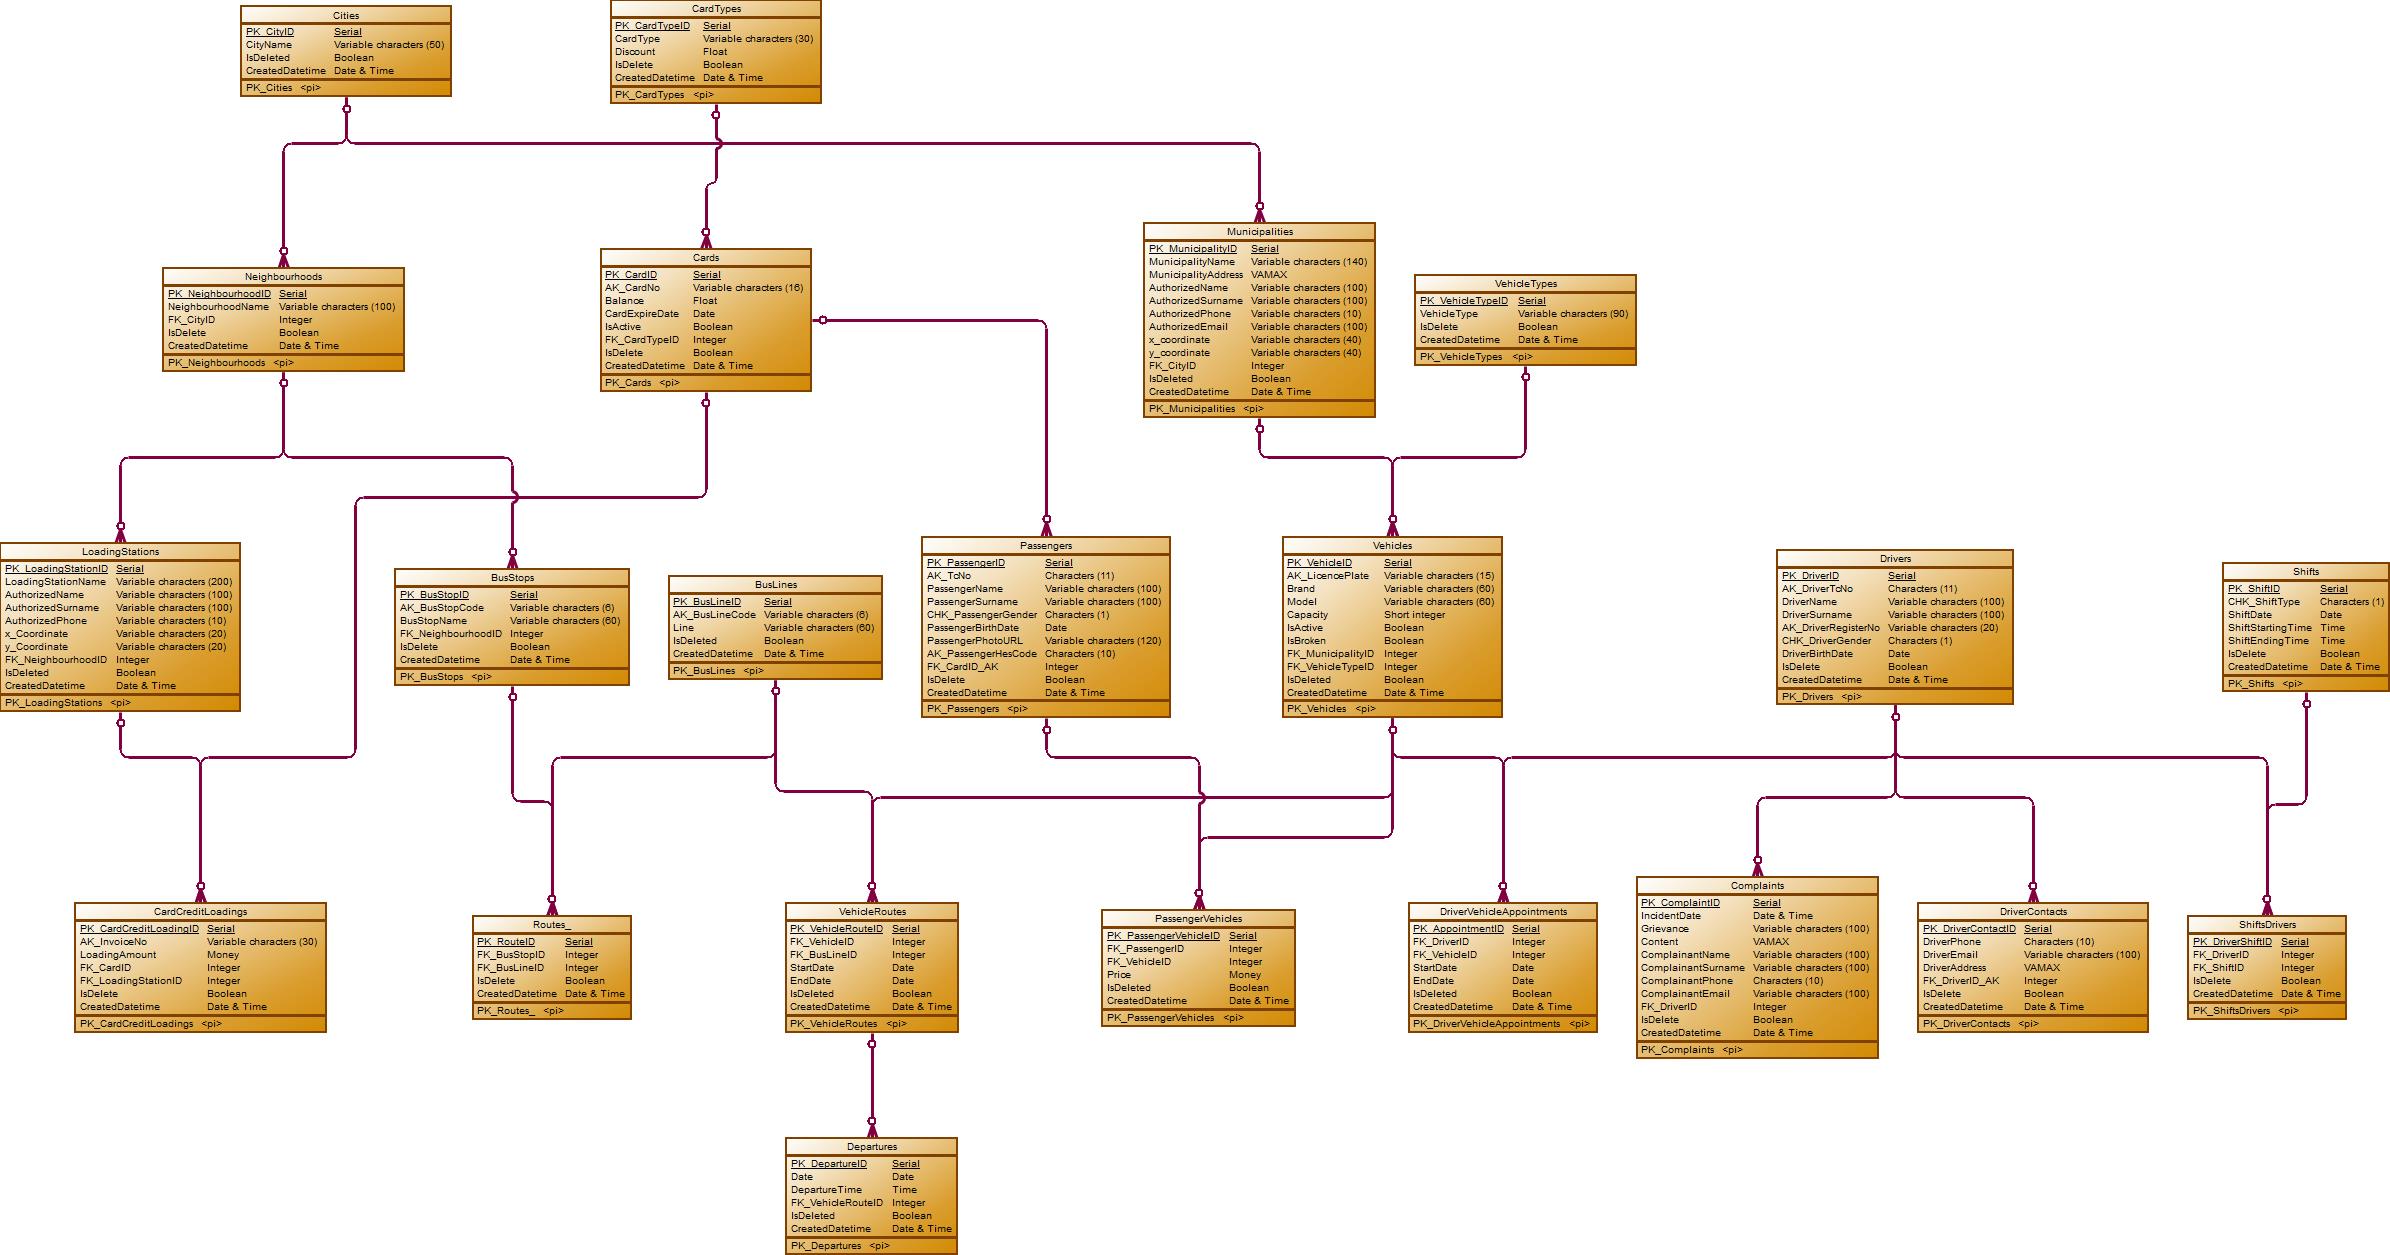 Cities
PK_CityID Serial
CityName Variable characters (50)
IsDeleted Boolean
CreatedDatetime Date & Time
PK_Cities <pi>
CardTypes
PK_CardTypeID Serial
CardType Variable characters (30)
Discount Float
IsDelete Boolean
CreatedDatetime Date & Time
PK_CardTypes <pi>
Neighbourhoods
PK_NeighbourhoodID Serial
NeighbourhoodName Variable characters (100)
FK_CityID Integer
IsDelete Boolean
CreatedDatetime Date & Time
PK_Neighbourhoods <pi>
Cards
PK_CardID Serial
AK_CardNo Variable characters (16)
Balance Float
CardExpireDate Date
IsActive Boolean
FK_CardTypeID Integer
IsDelete Boolean
CreatedDatetime Date & Time
PK_Cards <pi>
Municipalities
PK_MunicipalityID Serial
MunicipalityName Variable characters (140)
MunicipalityAddress VAMAX
AuthorizedName Variable characters (100)
AuthorizedSurname Variable characters (100)
AuthorizedPhone Variable characters (10)
AuthorizedEmail Variable characters (100)
x_coordinate Variable characters (40)
y_coordinate Variable characters (40)
FK_CityID Integer
IsDeleted Boolean
CreatedDatetime Date & Time
PK_Municipalities <pi>
VehicleTypes
PK_VehicleTypeID Serial
VehicleType Variable characters (90)
IsDelete Boolean
CreatedDatetime Date & Time
PK_VehicleTypes <pi>
LoadingStations
PK_LoadingStationID Serial
LoadingStationName Variable characters (200)
AuthorizedName Variable characters (100)
AuthorizedSurname Variable characters (100)
AuthorizedPhone Variable characters (10)
x_Coordinate Variable characters (20)
y_Coordinate Variable characters (20)
FK_NeighbourhoodID Integer
IsDeleted Boolean
CreatedDatetime Date & Time
PK_LoadingStations <pi>
BusStops
PK_BusStopID Serial
AK_BusStopCode Variable characters (6)
BusStopName Variable characters (60)
FK_NeighbourhoodID Integer
IsDelete Boolean
CreatedDatetime Date & Time
PK_BusStops <pi>
BusLines
PK_BusLineID Serial
AK_BusLineCode Variable characters (6)
Line Variable characters (60)
IsDeleted Boolean
CreatedDatetime Date & Time
PK_BusLines <pi>
Passengers
PK_PassengerID Serial
AK_TcNo Characters (11)
PassengerName Variable characters (100)
PassengerSurname Variable characters (100)
CHK_PassengerGender Characters (1)
PassengerBirthDate Date
PassengerPhotoURL Variable characters (120)
AK_PassengerHesCode Characters (10)
FK_CardID_AK Integer
IsDelete Boolean
CreatedDatetime Date & Time
PK_Passengers <pi>
Vehicles
PK_VehicleID Serial
AK_LicencePlate Variable characters (15)
Brand Variable characters (60)
Model Variable characters (60)
Capacity Short integer
IsActive Boolean
IsBroken Boolean
FK_MunicipalityID Integer
FK_VehicleTypeID Integer
IsDeleted Boolean
CreatedDatetime Date & Time
PK_Vehicles <pi>
Drivers
PK_DriverID Serial
AK_DriverTcNo Characters (11)
DriverName Variable characters (100)
DriverSurname Variable characters (100)
AK_DriverRegisterNo Variable characters (20)
CHK_DriverGender Characters (1)
DriverBirthDate Date
IsDelete Boolean
CreatedDatetime Date & Time
PK_Drivers <pi>
Shifts
PK_ShiftID Serial
CHK_ShiftType Characters (1)
ShiftDate Date
ShiftStartingTime Time
ShiftEndingTime Time
IsDelete Boolean
CreatedDatetime Date & Time
PK_Shifts <pi>
CardCreditLoadings
PK_CardCreditLoadingID Serial
AK_InvoiceNo Variable characters (30)
LoadingAmount Money
FK_CardID Integer
FK_LoadingStationID Integer
IsDelete Boolean
CreatedDatetime Date & Time
PK_CardCreditLoadings <pi>
Routes_
PK_RouteID Serial
FK_BusStopID Integer
FK_BusLineID Integer
IsDelete Boolean
CreatedDatetime Date & Time
PK_Routes_ <pi>
VehicleRoutes
PK_VehicleRouteID Serial
FK_VehicleID Integer
FK_BusLineID Integer
StartDate Date
EndDate Date
IsDeleted Boolean
CreatedDatetime Date & Time
PK_VehicleRoutes <pi>
PassengerVehicles
PK_PassengerVehicleID Serial
FK_PassengerID Integer
FK_VehicleID Integer
Price Money
IsDeleted Boolean
CreatedDatetime Date & Time
PK_PassengerVehicles <pi>
DriverVehicleAppointments
PK_AppointmentID Serial
FK_DriverID Integer
FK_VehicleID Integer
StartDate Date
EndDate Date
IsDeleted Boolean
CreatedDatetime Date & Time
PK_DriverVehicleAppointments <pi>
Complaints
PK_ComplaintID Serial
IncidentDate Date & Time
Grievance Variable characters (100)
Content VAMAX
ComplainantName Variable characters (100)
ComplainantSurname Variable characters (100)
ComplainantPhone Characters (10)
ComplainantEmail Variable characters (100)
FK_DriverID Integer
IsDelete Boolean
CreatedDatetime Date & Time
PK_Complaints <pi>
DriverContacts
PK_DriverContactID Serial
DriverPhone Characters (10)
DriverEmail Variable characters (100)
DriverAddress VAMAX
FK_DriverID_AK Integer
IsDelete Boolean
CreatedDatetime Date & Time
PK_DriverContacts <pi>
ShiftsDrivers
PK_DriverShiftID Serial
FK_DriverID Integer
FK_ShiftID Integer
IsDelete Boolean
CreatedDatetime Date & Time
PK_ShiftsDrivers <pi>
Departures
PK_DepartureID Serial
Date Date
DepartureTime Time
FK_VehicleRouteID Integer
IsDeleted Boolean
CreatedDatetime Date & Time
PK_Departures <pi>